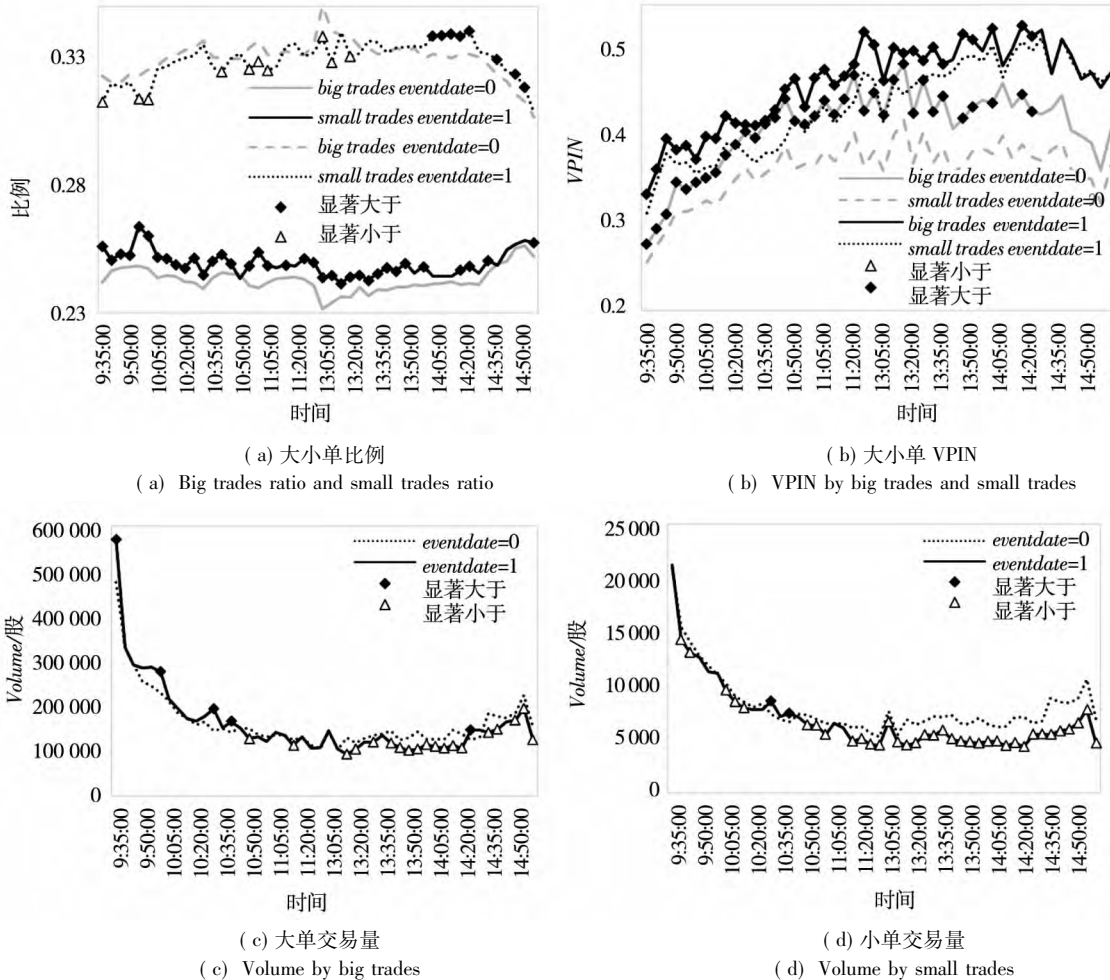 0.33
0.28
0.23
比例
big trades eventdate=0
small trades eventdate=1
big trades eventdate=0
small trades eventdate=1
显著大于
显著小于
9:35:00
9:50:00
10:05:00
10:20:00
10:35:00
10:50:00
11:05:00
11:20:00
13:05:00
13:20:00
13:35:00
13:50:00
14:05:00
14:20:00
14:35:00
14:50:00
时间
( a) 大小单比例
( a) Big trades ratio and small trades ratio
0.5
0.4
0.3
0.2
VPIN
big trades eventdate=0
small trades eventdate=0
big trades eventdate=1
small trades eventdate=1
显著小于
显著大于
9:35:00
9:50:00
10:05:00
10:20:00
10:35:00
10:50:00
11:05:00
11:20:00
13:05:00
13:20:00
13:35:00
13:50:00
14:05:00
14:20:00
14:35:00
14:50:00
时间
( b) 大小单 VPIN
( b) VPIN by big trades and small trades
600 000
500 000
400 000
300 000
200 000
100 000
0
Volume/股
eventdate=0
eventdate=1
显著大于
显著小于
9:35:00
9:50:00
10:05:00
10:20:00
10:35:00
10:50:00
11:05:00
11:20:00
13:05:00
13:20:00
13:35:00
13:50:00
14:05:00
14:20:00
14:35:00
14:50:00
时间
( c) 大单交易量
( c) Volume by big trades
25 000
20 000
15 000
10 000
5 000
0
Volume/股
eventdate=0
eventdate=1
显著大于
显著小于
9:35:00
9:50:00
10:05:00
10:20:00
10:35:00
10:50:00
11:05:00
11:20:00
13:05:00
13:20:00
13:35:00
13:50:00
14:05:00
14:20:00
14:35:00
14:50:00
时间
( d) 小单交易量
( d) Volume by small trades